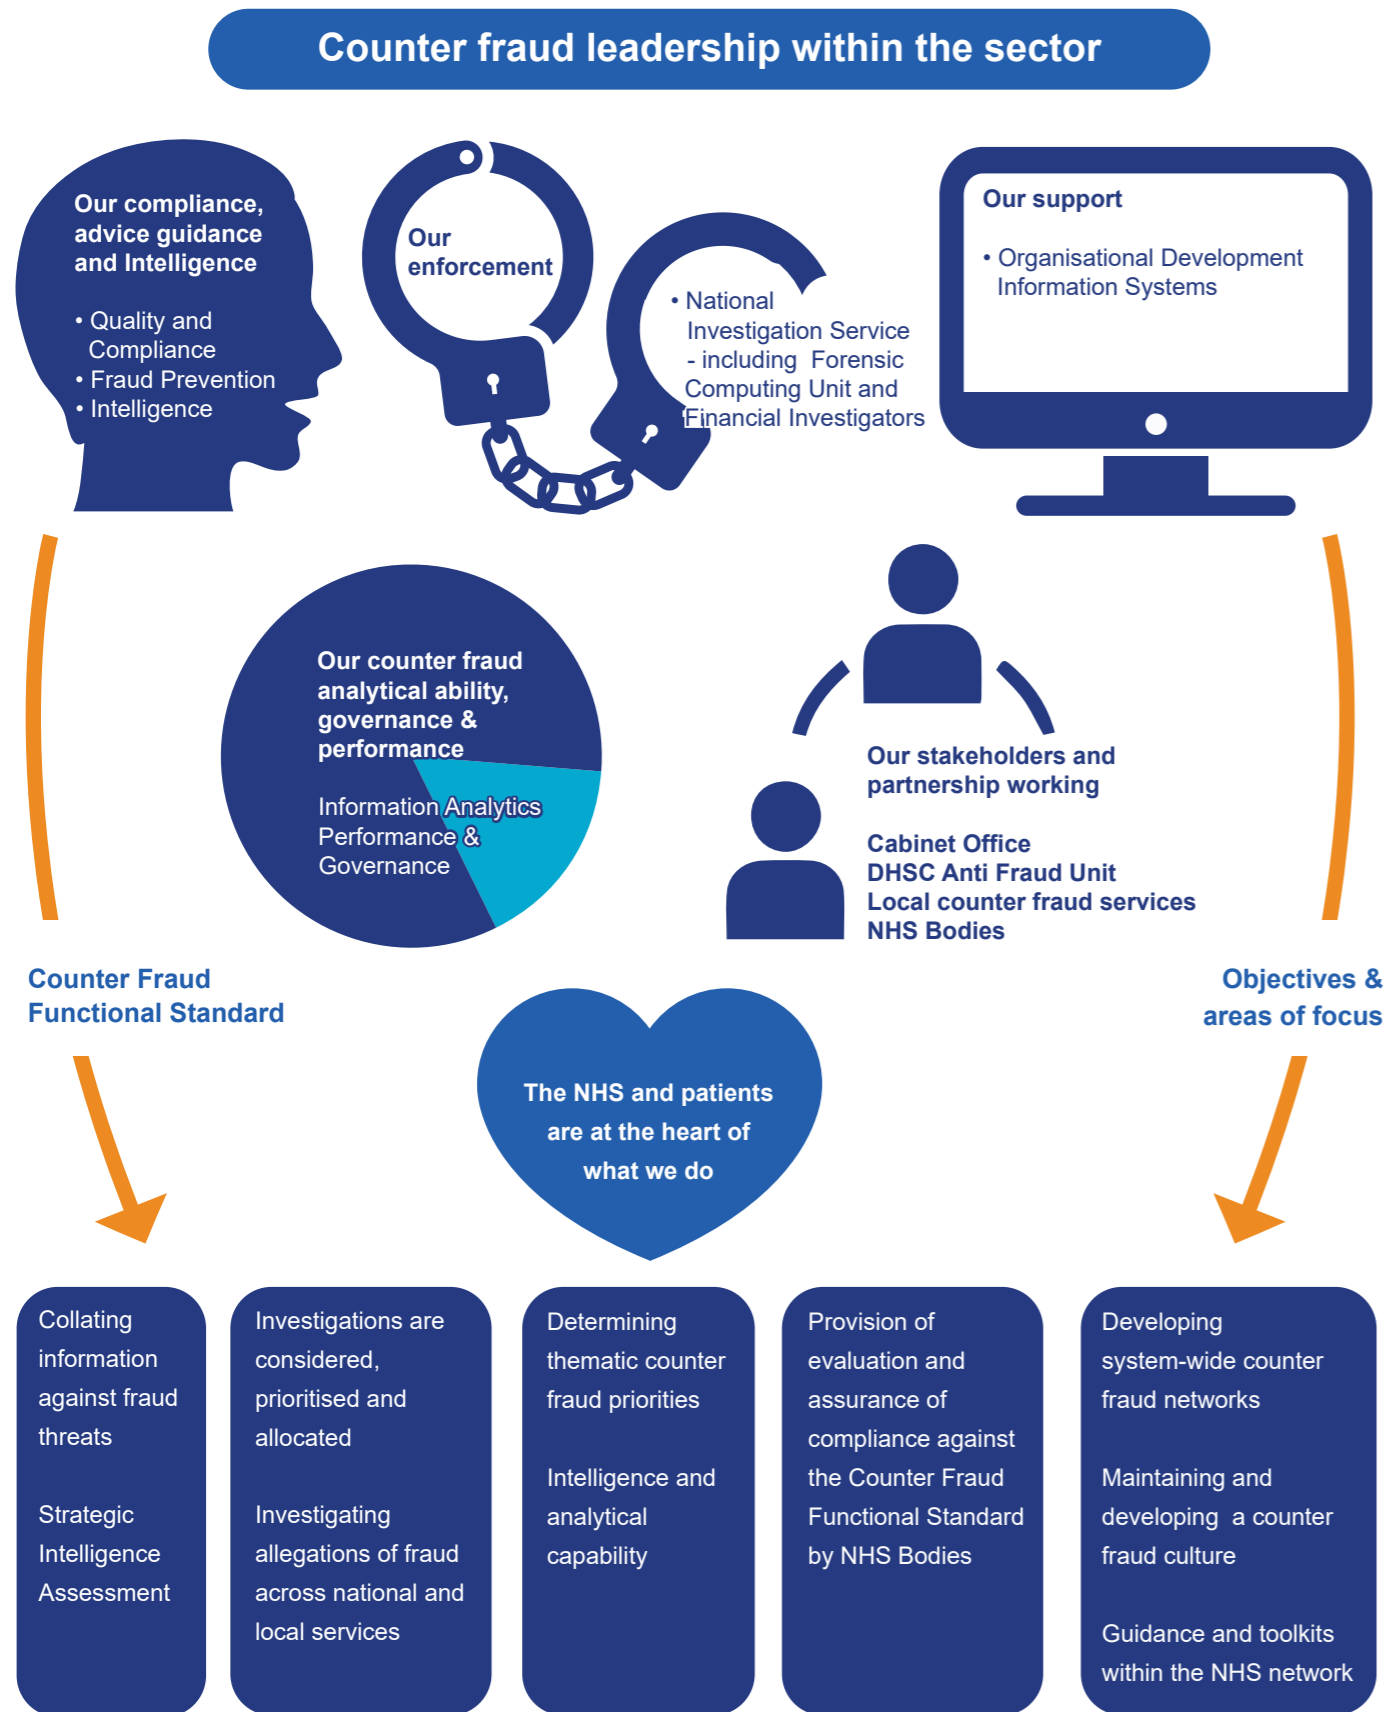 Counter fraud leadership within the sector
Our compliance,
advice guidance
and Intelligence
• Quality and
Compliance
• Fraud Prevention
• Intelligence
Our
enforcement
• National
Investigation Service
- including Forensic
Computing Unit and
Financial Investigators
Our support
• Organisational Development
Information Systems
Our counter fraud
analytical ability,
governance &
performance
Information Analytics
Performance &
Governance
Our stakeholders and
partnership working
Cabinet Office
DHSC Anti Fraud Unit
Local counter fraud services
NHS Bodies
Counter Fraud
Functional Standard
Objectives &
areas of focus
The NHS and patients
are at the heart of
what we do
Collating
information
against fraud
threats
Strategic
Intelligence
Assessment
Investigations are
considered,
prioritised and
allocated
Investigating
allegations of fraud
across national and
local services
Determining
thematic counter
fraud priorities
Intelligence and
analytical
capability
Provision of
evaluation and
assurance of
compliance against
the Counter Fraud
Functional Standard
by NHS Bodies
Developing
system-wide counter
fraud networks
Maintaining and
developing a counter
fraud culture
Guidance and toolkits
within the NHS network